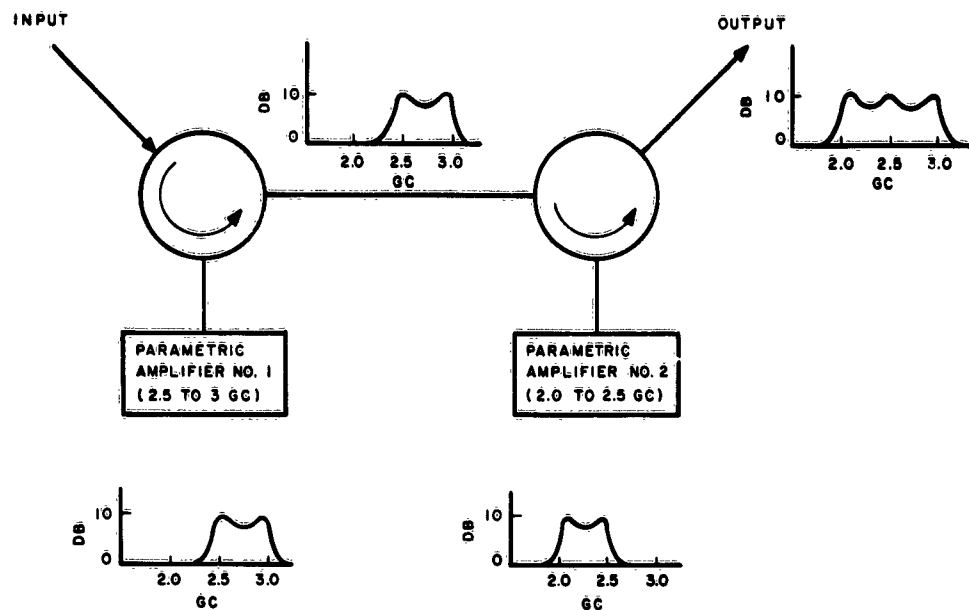 INPUT
OUTPUT
DB
10
0
2.0 2.5 3.0
GC
DB
10
0
2.0 2.5 3.0
GC
PARAMETRIC
AMPLIFIER NO. 1
(2.5 TO 3 GC)
PARAMETRIC
AMPLIFIER NO. 2
(2.0 TO 2.5 GC)
DB
10
0
2.0 2.5 3.0
GC
DB
10
0
2.0 2.5 3.0
GC